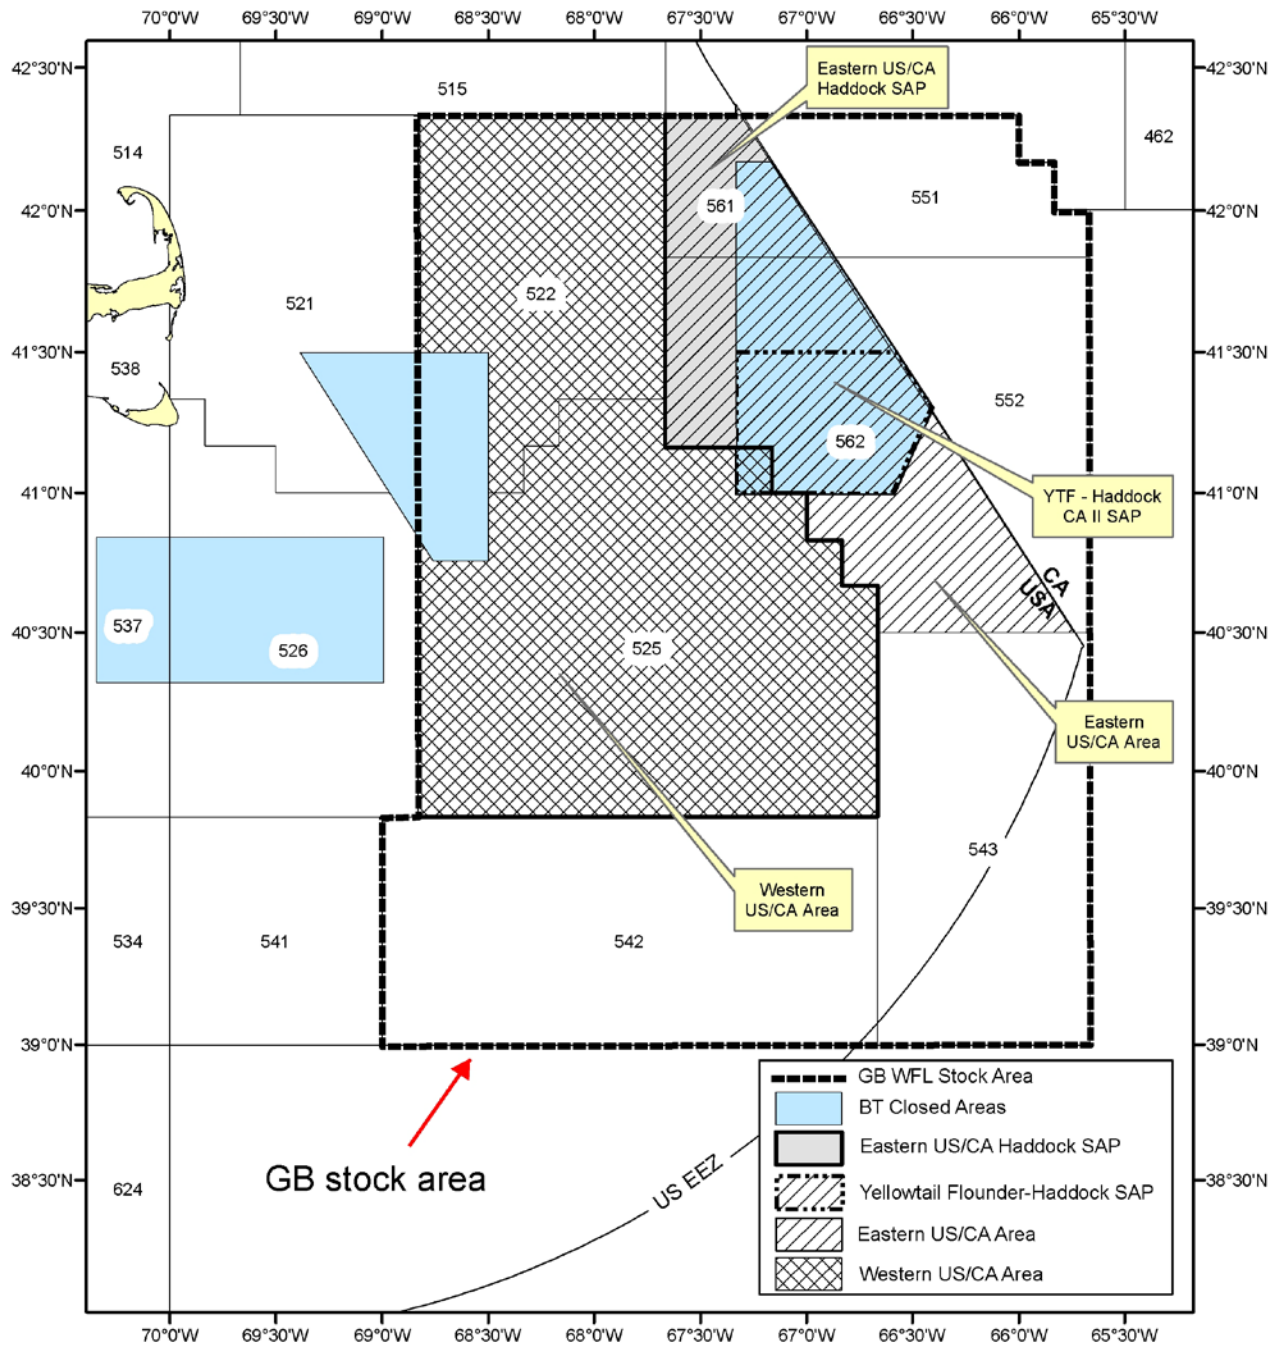 70°0'W 69°30'W 69°0'W 68°30'W 68°0'W 67°30'W 67°0'W 66°30'W 66°0'W 65°30'W
42°30'N
42°30'N
Eastern US/CA
Haddock SAP
515
462
514
551
561
42°0'N
42°0'N
522
521
41°30'N
41°30'N
538
552
562
41°0'N
41°0'N
YTF - Haddock
CA II SAP
CA
USA
537
526
525
40°30'N
40°30'N
Eastern
US/CA Area
40°0'N
40°0'N
543
Western
US/CA Area
39°30'N
39°30'N
534
541
542
39°0'N
39°0'N
GB WFL Stock Area
BT Closed Areas
Eastern US/CA Haddock SAP
Yellowtail Flounder-Haddock SAP
Eastern US/CA Area
Western US/CA Area
GB stock area
US EEZ
38°30'N
38°30'N
624
70°0'W 69°30'W 69°0'W 68°30'W 68°0'W 67°30'W 67°0'W 66°30'W 66°0'W 65°30'W